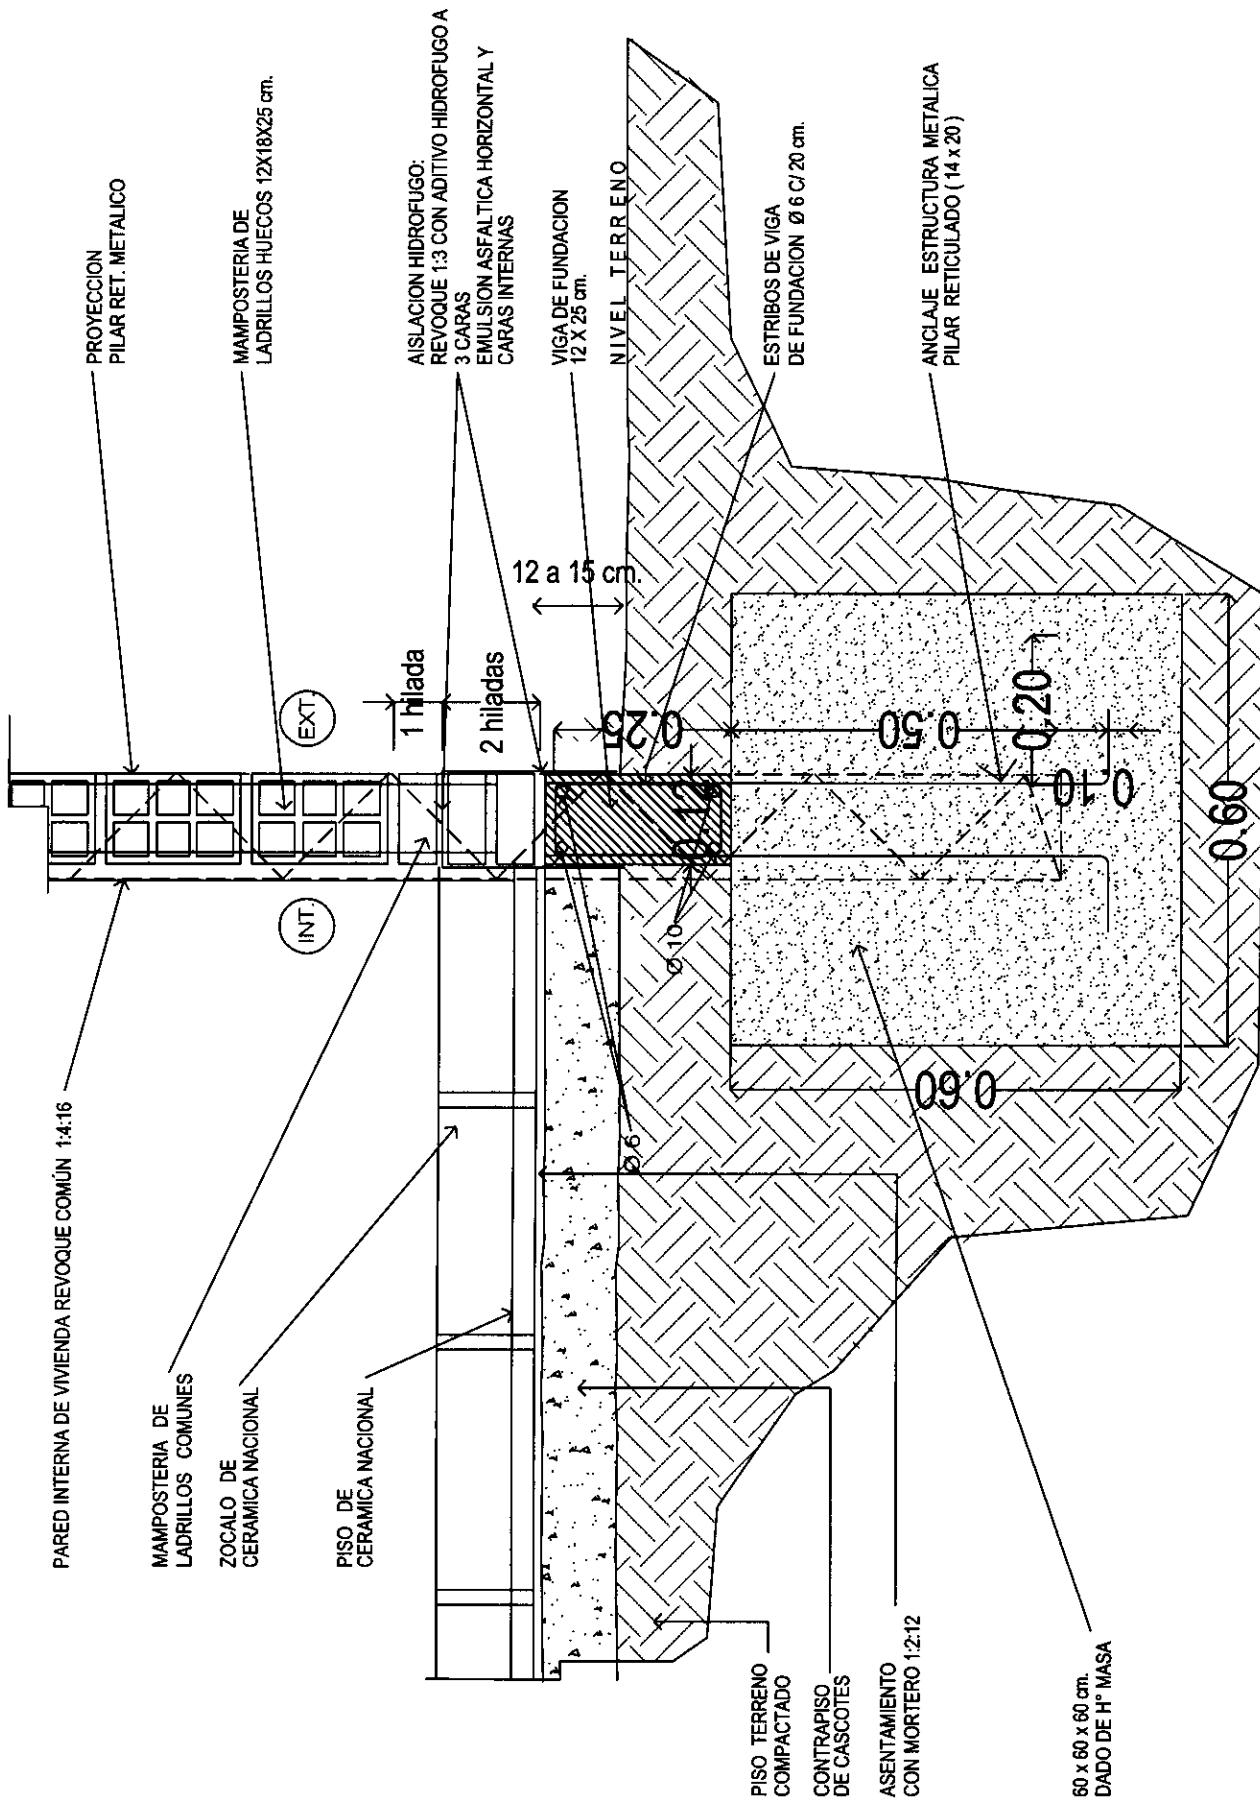 PROYECCION
PILAR RET. METALICO
MAMPOSTERIA DE
LADRILLOS HUECOS 12X18X25 cm.
AISLACION HIDROFUGO:
REVOQUE 1:3 CON ADITIVO HIDROFUGO A
3 CARAS
EMULSION ASFALTICA HORIZONTAL Y
CARAS INTERNAS
VIGA DE FUNDACION
12 X 25 cm.
NIVEL TERRENO
ESTRIBOS DE VIGA
DE FUNDACION Ø 6 C/ 20 cm.
ANCLAJE ESTRUCTURA METALICA
PILAR RETICULADO ( 14 x 20 )
12 a 15 cm.
1 hilada
2 hiladas
EXT.
INT.
0.25
0.12
0.50
0.20
0.10
0.60
0.60
Ø 10
Ø 6
PARED INTERNA DE VIVIENDA REVOQUE COMÚN 1:4:16
MAMPOSTERIA DE
LADRILLOS COMUNES
ZOCALO DE
CERAMICA NACIONAL
PISO DE
CERAMICA NACIONAL
PISO TERRENO
COMPACTADO
CONTRAPISO
DE CASCOTES
ASENTAMIENTO
CON MORTERO 1:2:12
60 x 60 x 60 cm.
DADO DE Hº MASA